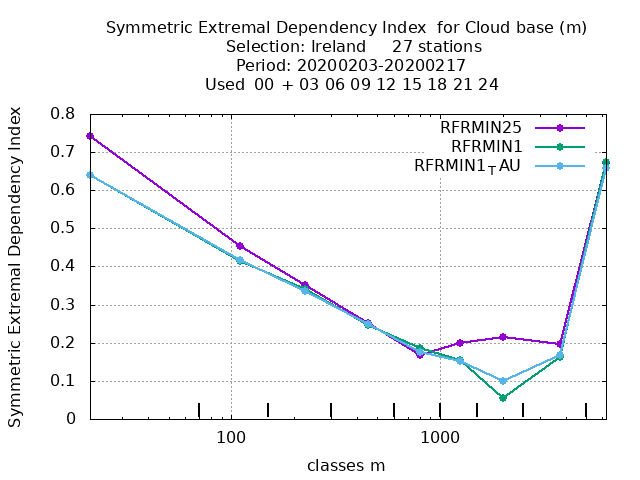 Symmetric Extremal Dependency Index for Cloud base (m)
Selection: Ireland 27 stations
Period: 20200203-20200217
Used 00 + 03 06 09 12 15 18 21 24
Symmetric Extremal Dependency Index
0.8
0.7
0.6
0.5
0.4
0.3
0.2
0.1
0
RFRMIN25
RFRMIN1
RFRMIN1TAU
100
1000
classes m